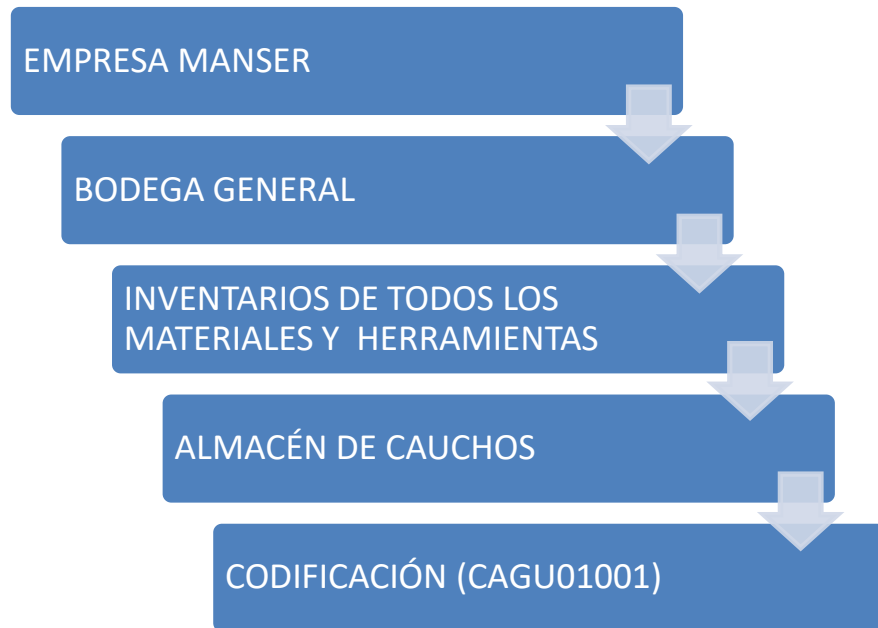 EMPRESA MANSER
BODEGA GENERAL
INVENTARIOS DE TODOS LOS
MATERIALES Y HERRAMIENTAS
ALMACÉN DE CAUCHOS
CODIFICACIÓN (CAGU01001)